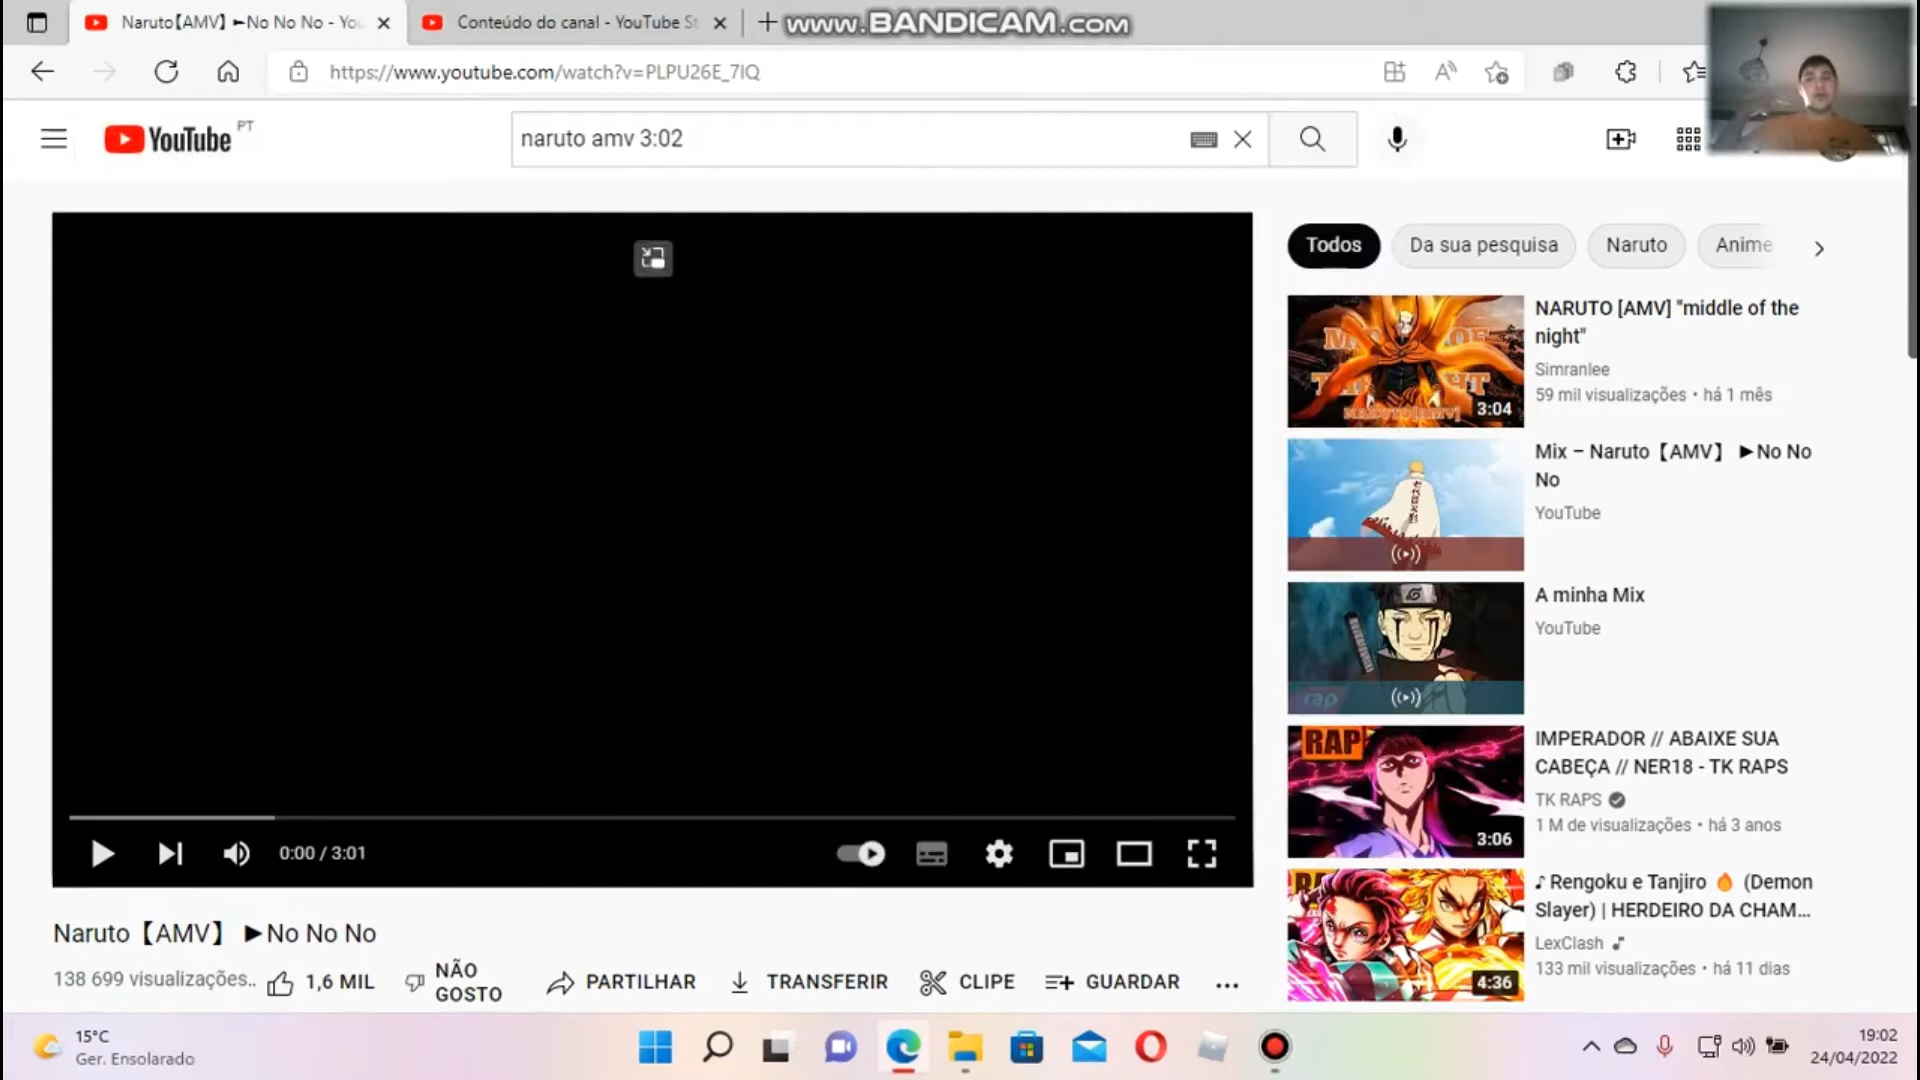 Naruto【AMV】 ►No No No - You
Conteúdo do canal - YouTube St
www.BANDICAM.com
https://www.youtube.com/watch?v=PLPU26E_7IQ
YouTube PT
naruto amv 3:02
Todos
Da sua pesquisa
Naruto
Anime
NARUTO [AMV] "middle of the
night"
Simranlee
59 mil visualizações • há 1 mês
3:04
Mix – Naruto【AMV】 ►No No
No
YouTube
A minha Mix
YouTube
rap
RAP
IMPERADOR // ABAIXE SUA
CABEÇA // NER18 - TK RAPS
TK RAPS
1 M de visualizações • há 3 anos
3:06
♪ Rengoku e Tanjiro 🔥 (Demon
Slayer) | HERDEIRO DA CHAM...
LexClash
133 mil visualizações • há 11 dias
4:36
0:00 / 3:01
Naruto【AMV】 ►No No No
138 699 visualizações..
1,6 MIL
NÃO
GOSTO
PARTILHAR
TRANSFERIR
CLIPE
GUARDAR
15°C
Ger. Ensolarado
19:02
24/04/2022